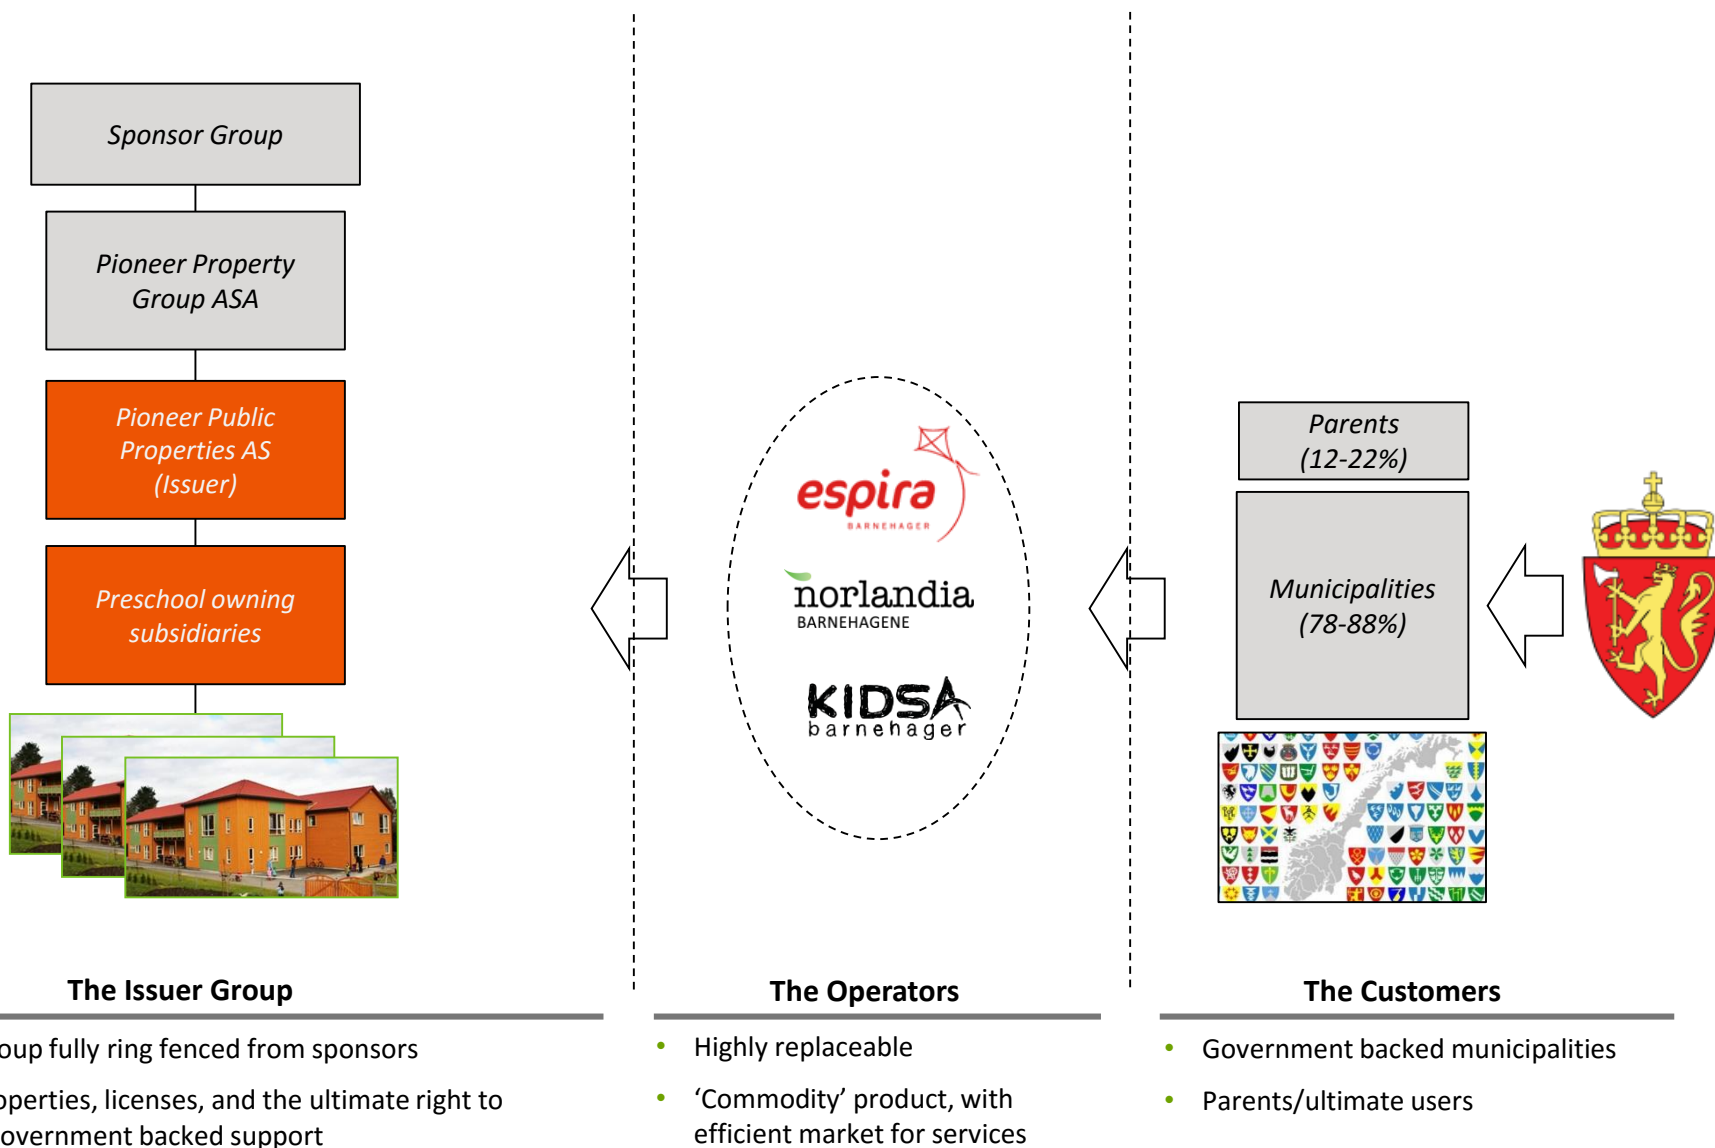 Sponsor Group
Pioneer Property
Group ASA
Pioneer Public
Properties AS
(Issuer)
Preschool owning
subsidiaries
espira
BARNEHAGER
norlandia
BARNEHAGENE
KIDSA
barnehager
Parents
(12-22%)
Municipalities
(78-88%)
The Issuer Group
fully ring fenced from sponsors
licenses, and the ultimate right to
backed support
The Operators
• Highly replaceable
• ‘Commodity’ product, with
efficient market for services
The Customers
• Government backed municipalities
• Parents/ultimate users